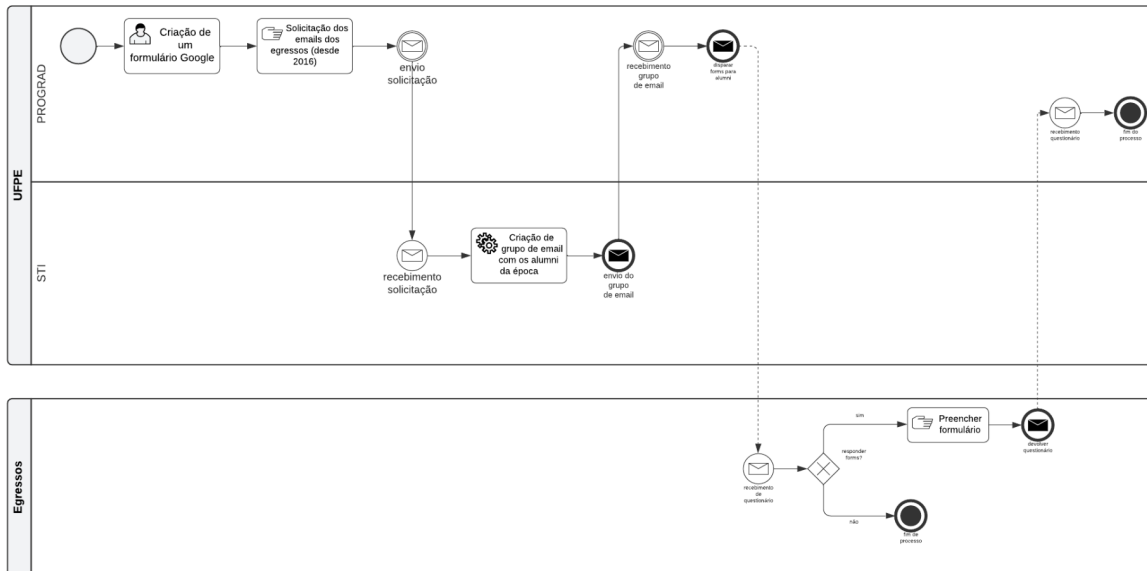 UFPE
PROGRAD
Criação de
um
formulário Google
Solicitação dos
emails dos
egressos (desde
2016)
envio
solicitação
recebimento
grupo
de email
disparar
forms para
alumni
recebimento
questionário
fim do
processo
STI
recebimento
solicitação
Criação de
grupo de email
com os alumni
da época
envio do
grupo
de email
Egressos
recebimento
de
questionário
responder
forms?
sim
não
Preencher
formulário
devolver
questionário
fim de
processo